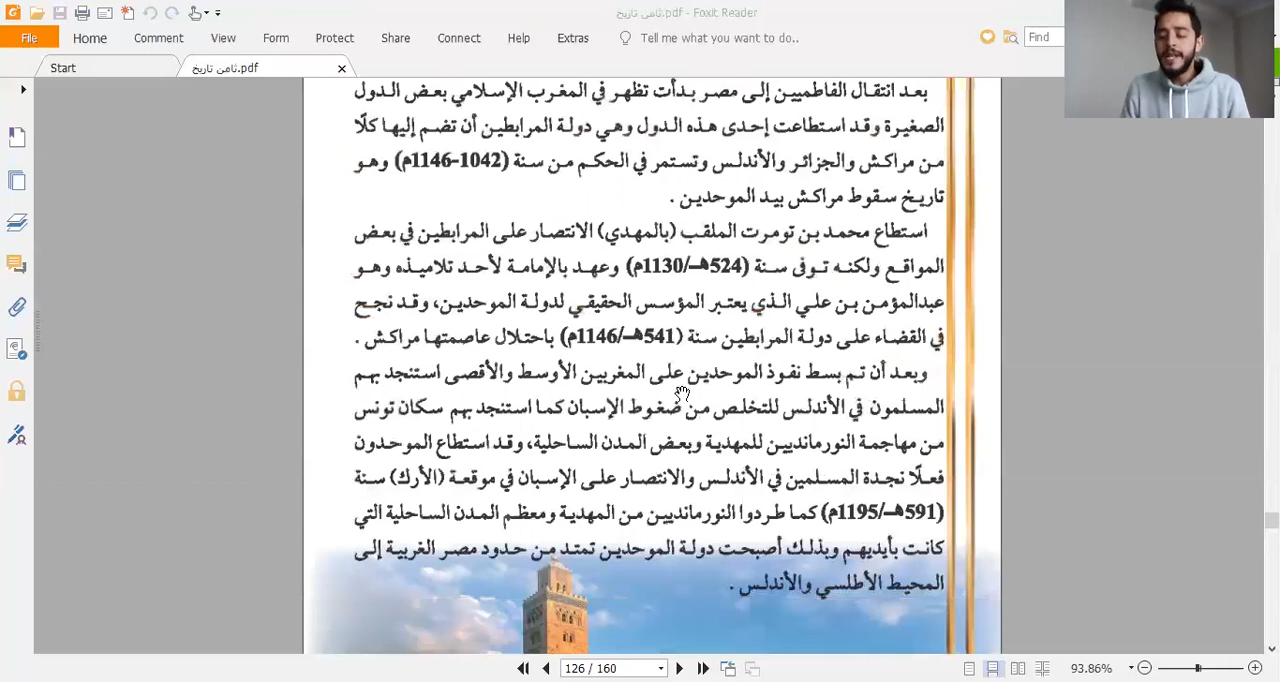 ثامن تاريخ.pdf - Foxit Reader
File Home Comment View Form Protect Share Connect Help Extras Tell me what you want to do.. Find
Start ثامن تاريخ.pdf
بعد انتقال الفاطميين إلى مصر بدأت تظهر في المغرب الإسلامي بعض الدول
الصغيرة وقد استطاعت إحدى هذه الدول وهي دولة المرابطين أن تضم إليها كلًا
من مراكش والجزائر والأندلس وتستمر في الحكم من سنة (1042-1146م) وهو
تاريخ سقوط مراكش بيد الموحدين .
استطاع محمد بن تومرت الملقب (بالمهدي) الانتصار على المرابطين في بعض
المواقع ولكنه توفى سنة (524هـ/1130م) وعهد بالإمامة لأحد تلاميذه وهو
عبدالمؤمن بن علي الذي يعتبر المؤسس الحقيقي لدولة الموحدين، وقد نجح
في القضاء على دولة المرابطين سنة (541هـ/1146م) باحتلال عاصمتها مراكش .
وبعد أن تم بسط نفوذ الموحدين على المغربين الأوسط والأقصى استنجد بهم
المسلمون في الأندلس للتخلص من ضغوط الإسبان كما استنجد بهم سكان تونس
من مهاجمة النورمانديين للمهدية وبعض المدن الساحلية، وقد استطاع الموحدون
فعلًا نجدة المسلمين في الأندلس والانتصار على الإسبان في موقعة (الأرك) سنة
(591هـ/1195م) كما طردوا النورمانديين من المهدية ومعظم المدن الساحلية التي
كانت بأيديهم وبذلك أصبحت دولة الموحدين تمتد من حدود مصر الغربية إلى
المحيط الأطلسي والأندلس .
126 / 160 93.86%